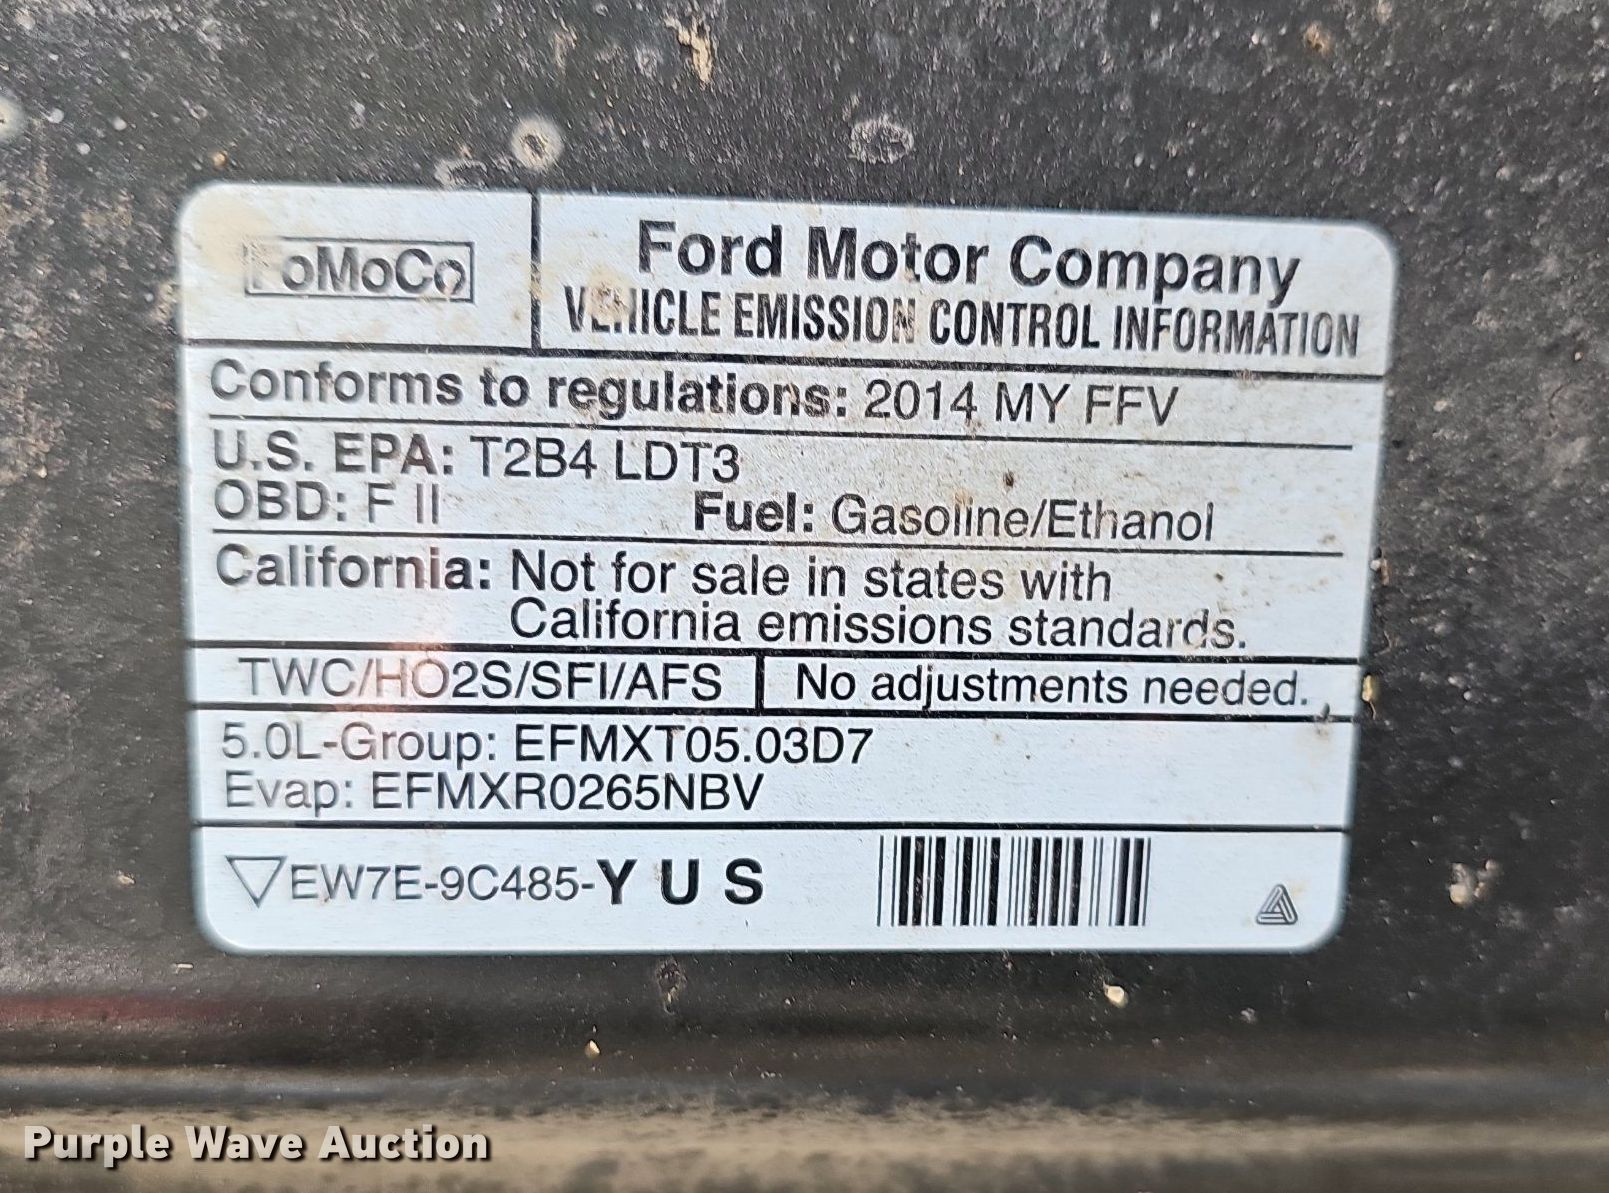 FoMoCo
Ford Motor Company
VEHICLE EMISSION CONTROL INFORMATION
Conforms to regulations: 2014 MY FFV
U.S. EPA: T2B4 LDT3
OBD: F II Fuel: Gasoline/Ethanol
California: Not for sale in states with
California emissions standards.
TWC/HO2S/SFI/AFS No adjustments needed.
5.0L-Group: EFMXT05.03D7
Evap: EFMXR0265NBV
EW7E-9C485-Y U S
Purple Wave Auction